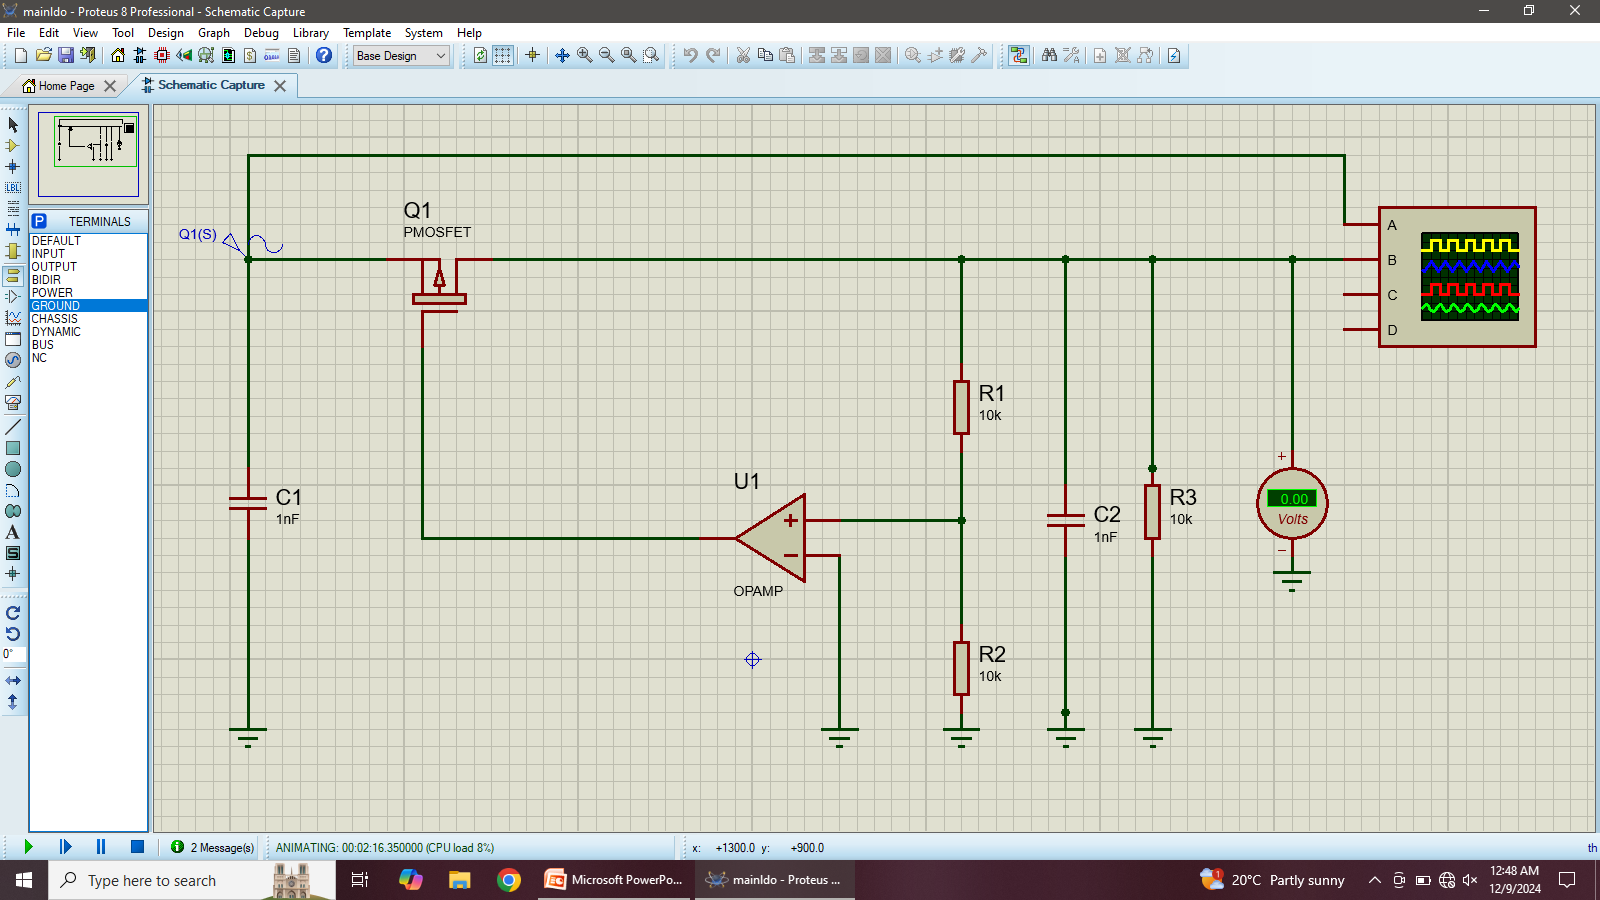 mainldo - Proteus 8 Professional - Schematic Capture
File Edit View Tool Design Graph Debug Library Template System Help
Base Design
Home Page
Schematic Capture
LBL
P TERMINALS
DEFAULT
INPUT
OUTPUT
BIDIR
POWER
GROUND
CHASSIS
DYNAMIC
BUS
NC
A
S
0°
Q1
PMOSFET
Q1(S)
A
B
C
D
R1
10k
U1
C1
1nF
OPAMP
C2
1nF
R3
10k
+
0.00
Volts
R2
10k
2 Message(s)
ANIMATING: 00:02:16.350000 (CPU load 8%)
x: +1300.0 y: +900.0
th
Type here to search
Microsoft PowerPo...
mainldo - Proteus ...
1
20°C Partly sunny
12:48 AM
12/9/2024